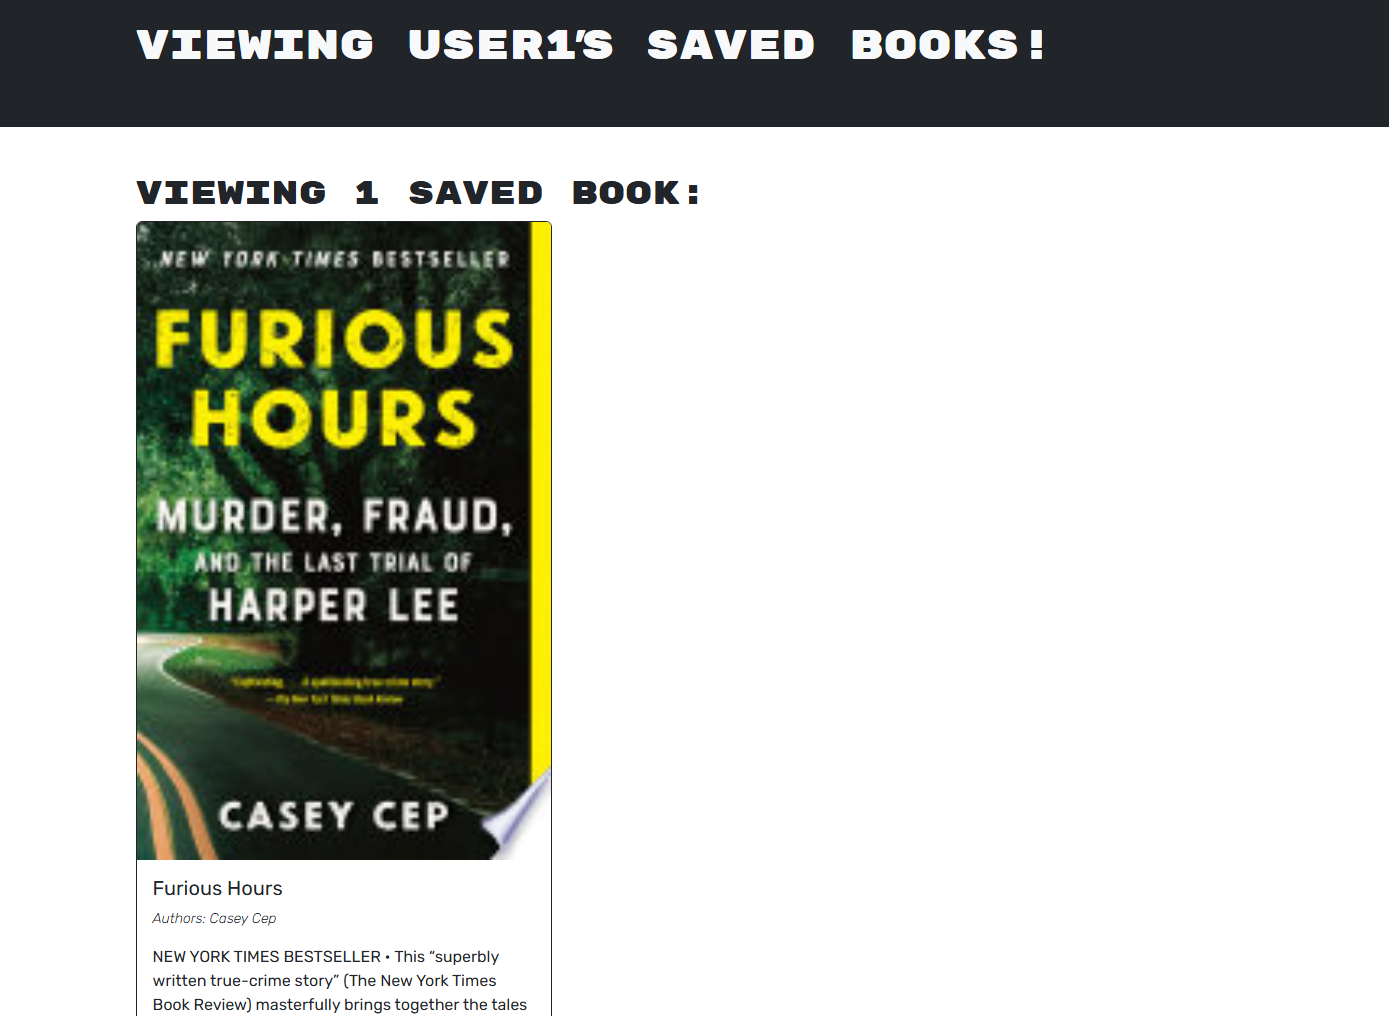 VIEWING USER1'S SAVED BOOKS!
VIEWING 1 SAVED BOOK:
NEW YORK TIMES BESTSELLER
FURIOUS
HOURS
MURDER, FRAUD,
AND THE LAST TRIAL OF
HARPER LEE
CASEY CEP
Furious Hours
Authors: Casey Cep
NEW YORK TIMES BESTSELLER • This “superbly
written true-crime story” (The New York Times
Book Review) masterfully brings together the tales